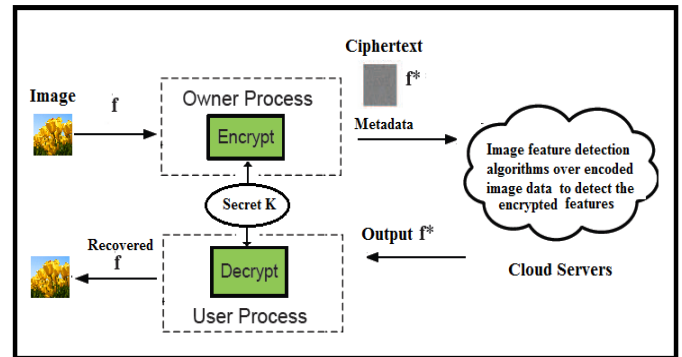 Ciphertext
f*
Image
f
Owner Process
Encrypt
Metadata
Image feature detection
algorithms over encoded
image data to detect the
encrypted features
Secret K
Recovered
f
Decrypt
User Process
Output f*
Cloud Servers